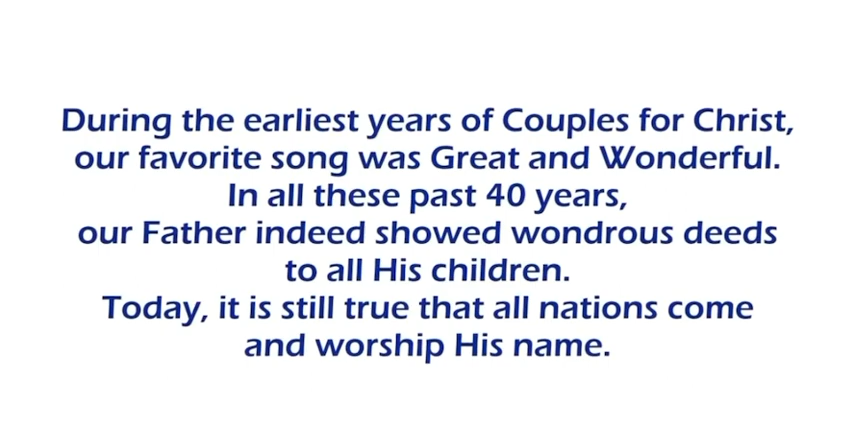 During the earliest years of Couples for Christ,
our favorite song was Great and Wonderful.
In all these past 40 years,
our Father indeed showed wondrous deeds
to all His children.
Today, it is still true that all nations come
and worship His name.